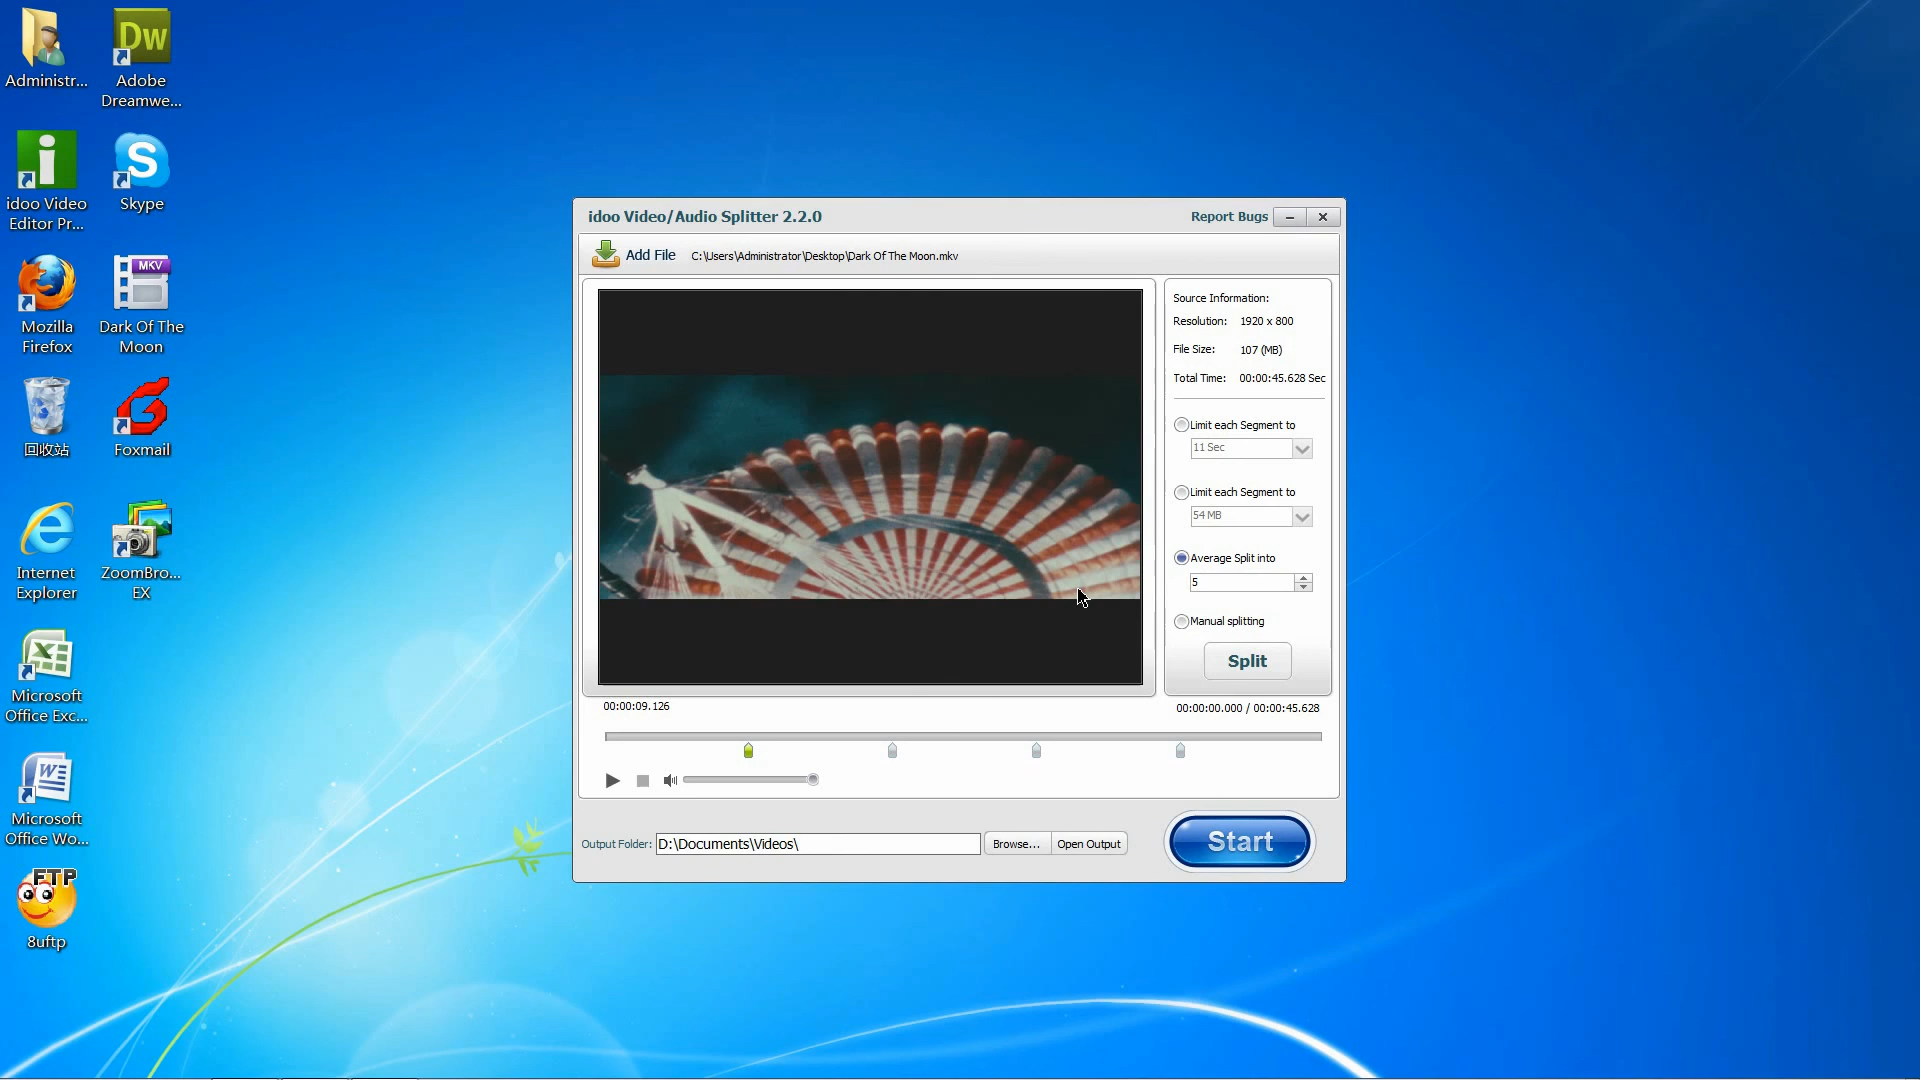 Administr...
Dw
Adobe
Dreamwe...
idoo Video
Editor Pr...
S
Skype
Mozilla
Firefox
MKV
Dark Of The
Moon
回收站
Foxmail
Internet
Explorer
ZoomBro...
EX
Microsoft
Office Exc...
Microsoft
Office Wo...
FTP
8uftp
idoo Video/Audio Splitter 2.2.0
Report Bugs
Add File
C:\Users\Administrator\Desktop\Dark Of The Moon.mkv
Source Information:
Resolution: 1920 x 800
File Size: 107 (MB)
Total Time: 00:00:45.628 Sec
Limit each Segment to
11 Sec
Limit each Segment to
54 MB
Average Split into
5
Manual splitting
Split
00:00:09.126
00:00:00.000 / 00:00:45.628
Output Folder: D:\Documents\Videos\
Browse...
Open Output
Start